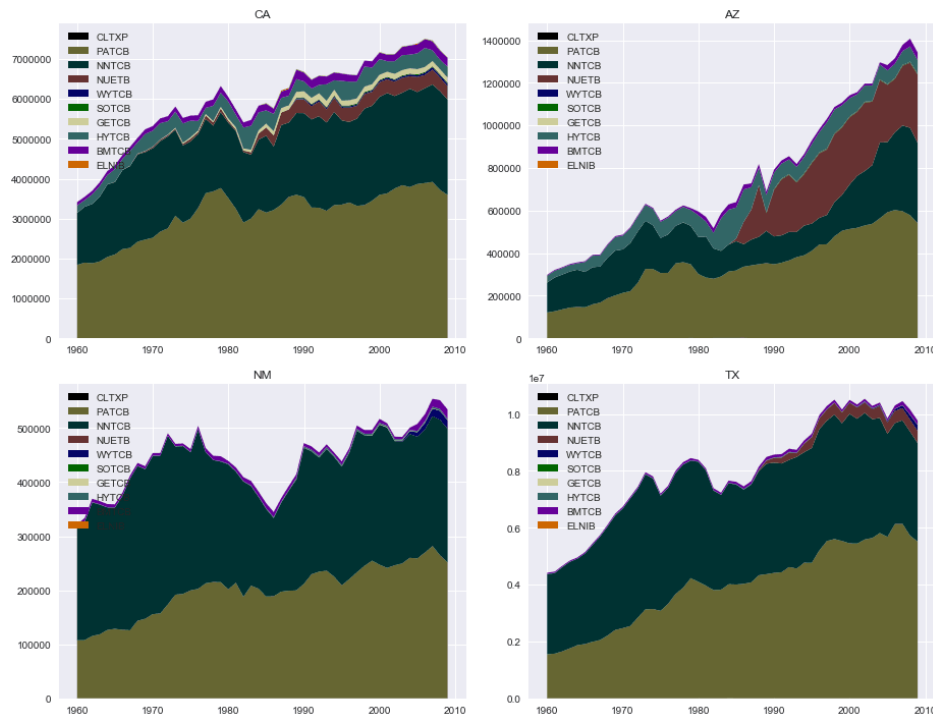 CA
CLTXP
PATCB
NNTCB
NUETB
WYTCB
SOTCB
GETCB
HYTCB
BMTCB
ELNIB
7000000
6000000
5000000
4000000
3000000
2000000
1000000
0
1960
1970
1980
1990
2000
2010
AZ
CLTXP
PATCB
NNTCB
NUETB
WYTCB
SOTCB
GETCB
HYTCB
BMTCB
ELNIB
1400000
1200000
1000000
800000
600000
400000
200000
0
1960
1970
1980
1990
2000
2010
NM
CLTXP
PATCB
NNTCB
NUETB
WYTCB
SOTCB
GETCB
HYTCB
500000
400000
300000
200000
100000
0
1960
1970
1980
1990
2000
2010
TX
1e7
CLTXP
PATCB
NNTCB
NUETB
WYTCB
SOTCB
GETCB
HYTCB
BMTCB
ELNIB
1.0
0.8
0.6
0.4
0.2
0.0
1960
1970
1980
1990
2000
2010